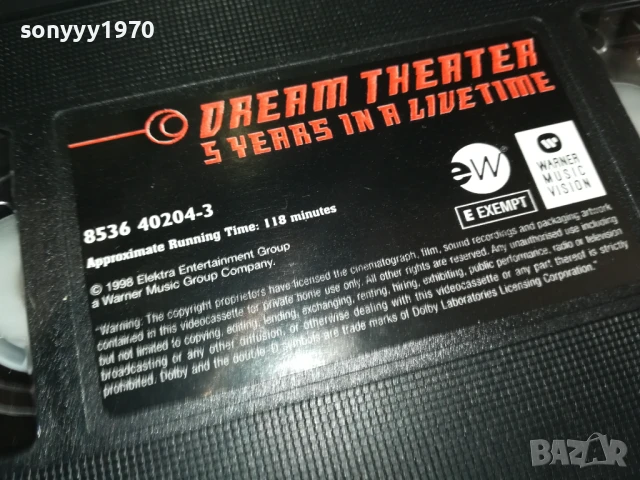 sonyyy1970
DREAM THEATER
5 YEARS IN A LIVETIME
ew
WARNER
MUSIC
VISION
E EXEMPT
8536 40204-3
Approximate Running Time: 118 minutes
© 1998 Elektra Entertainment Group
a Warner Music Group Company.
"Warning: The copyright proprietors have licensed the cinematograph, film, sound recordings and packaging artwork
contained in this videocassette for private home use only. All other rights are reserved. Any unauthorised use including
but not limited to copying, editing, lending, exchanging, renting, hiring, exhibiting, public performance, radio or television
broadcasting or any other diffusion, or otherwise dealing with this videocassette or any part thereof is strictly
prohibited. Dolby and the double-D symbols are trade marks of Dolby Laboratories Licensing Corporation."
BAZAR